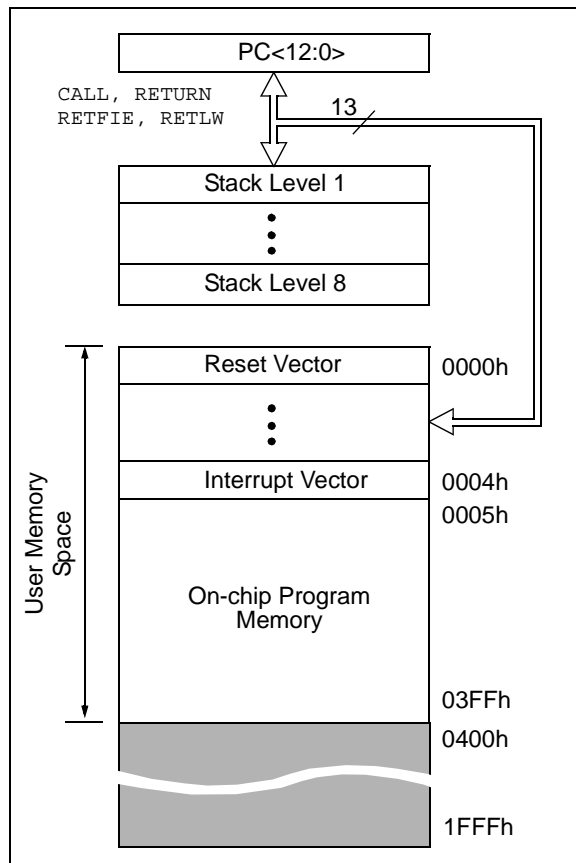 PC<12:0>
CALL, RETURN
RETFIE, RETLW
13
Stack Level 1
Stack Level 8
Reset Vector
0000h
Interrupt Vector
0004h
0005h
User Memory
Space
On-chip Program
Memory
03FFh
0400h
1FFFh